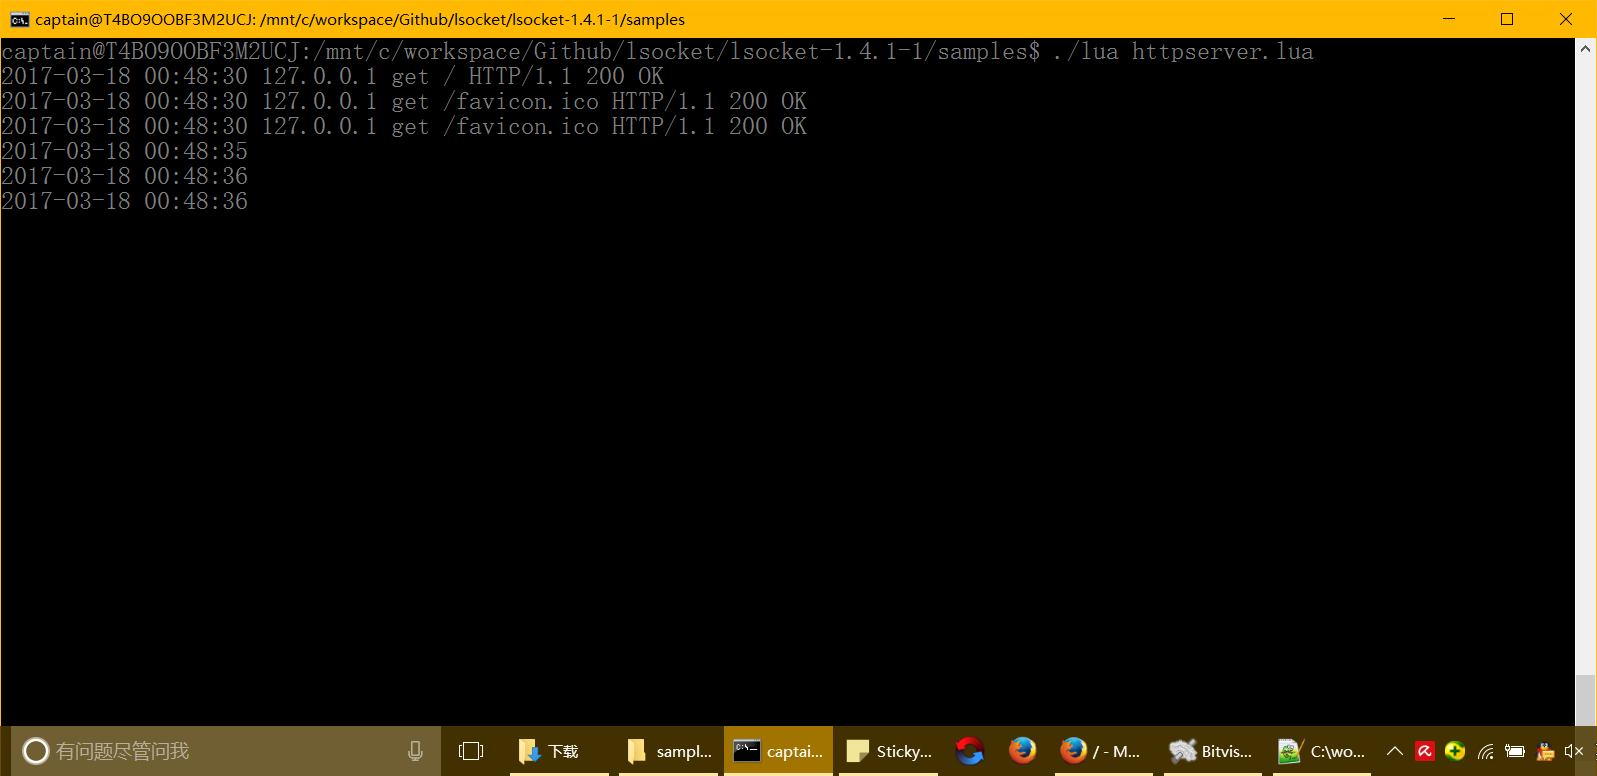 captain@T4BO9OOBF3M2UCJ: /mnt/c/workspace/Github/lsocket/lsocket-1.4.1-1/samples
captain@T4BO9OOBF3M2UCJ:/mnt/c/workspace/Github/lsocket/lsocket-1.4.1-1/samples$ ./lua httpserver.lua
2017-03-18 00:48:30 127.0.0.1 get / HTTP/1.1 200 OK
2017-03-18 00:48:30 127.0.0.1 get /favicon.ico HTTP/1.1 200 OK
2017-03-18 00:48:30 127.0.0.1 get /favicon.ico HTTP/1.1 200 OK
2017-03-18 00:48:35
2017-03-18 00:48:36
2017-03-18 00:48:36
有问题尽管问我 下载 sampl... captai... Sticky... / - M... Bitvis... C:\wo...